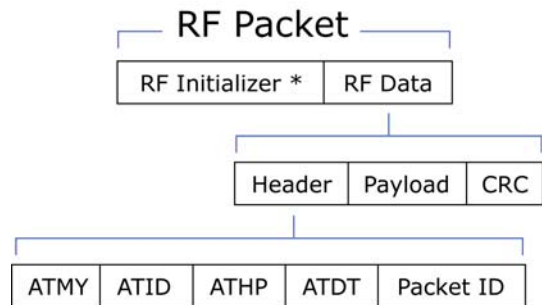 RF Packet
RF Initializer * RF Data
Header Payload CRC
ATMY ATID ATHP ATDT Packet ID